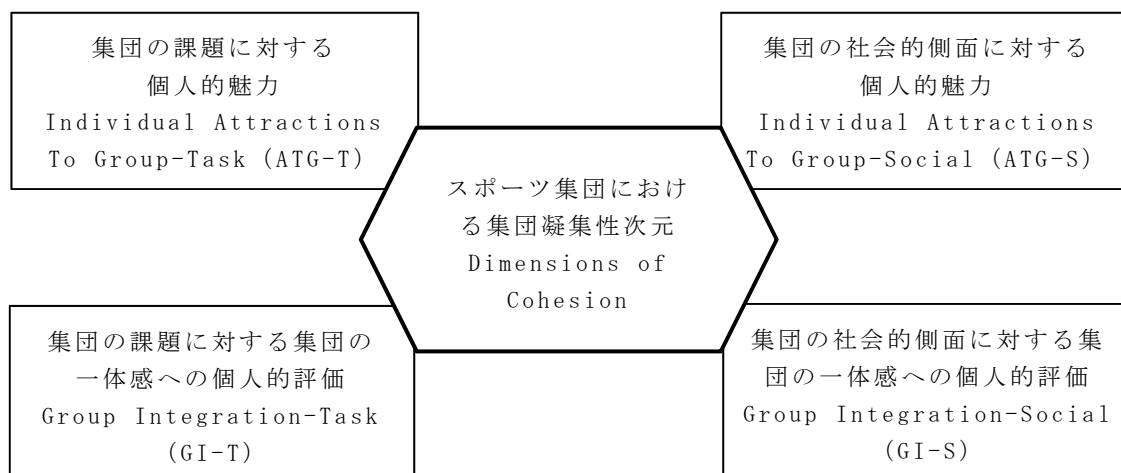 集団の課題に対する
個人的魅力
Individual Attractions
To Group-Task (ATG-T)
集団の社会的側面に対する
個人的魅力
Individual Attractions
To Group-Social (ATG-S)
スポーツ集団におけ
る集団凝集性次元
Dimensions of
Cohesion
集団の課題に対する集団の
一体感への個人的評価
Group Integration-Task
(GI-T)
集団の社会的側面に対する集
団の一体感への個人的評価
Group Integration-Social
(GI-S)